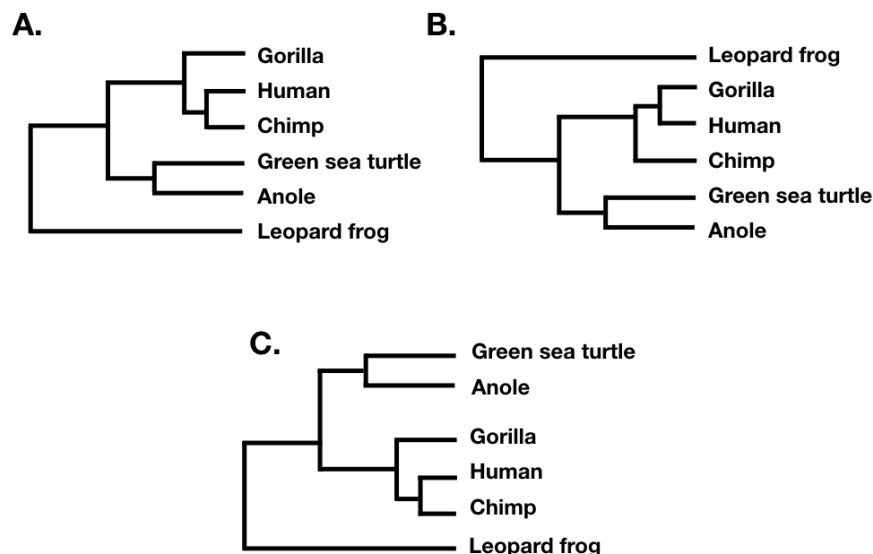 A.
Gorilla
Human
Chimp
Green sea turtle
Anole
Leopard frog
B.
Leopard frog
Gorilla
Human
Chimp
Green sea turtle
Anole
C.
Green sea turtle
Anole
Gorilla
Human
Chimp
Leopard frog